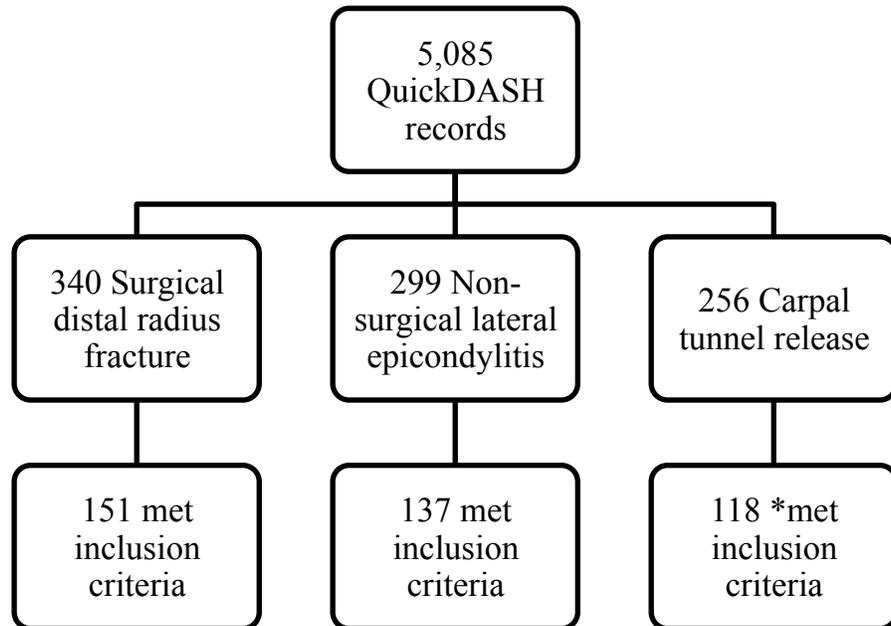 5,085
QuickDASH
records
340 Surgical
distal radius
fracture
299 Non-
surgical lateral
epicondylitis
256 Carpal
tunnel release
151 met
inclusion
criteria
137 met
inclusion
criteria
118 *met
inclusion
criteria